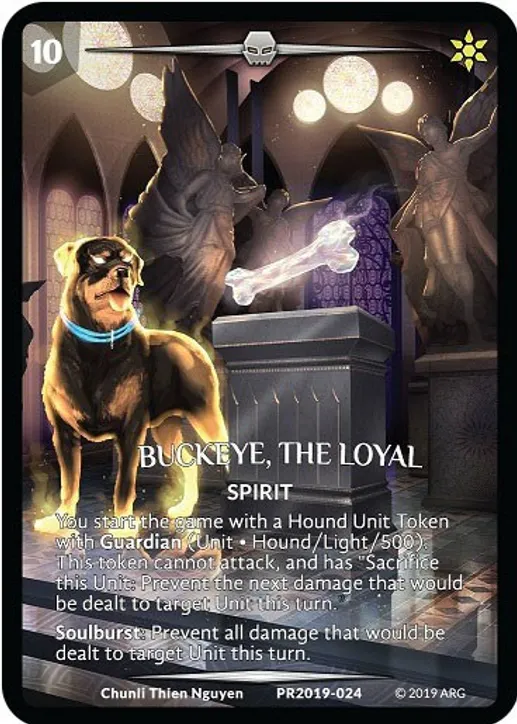 10
BUCKEYE, THE LOYAL
SPIRIT
You start the game with a Hound Unit Token
with Guardian (Unit • Hound/Light/500).
This token cannot attack, and has "Sacrifice
this Unit: Prevent the next damage that would
be dealt to target Unit this turn."
Soulburst: Prevent all damage that would be
dealt to target Unit this turn.
Chunli Thien Nguyen PR2019-024 © 2019 ARG